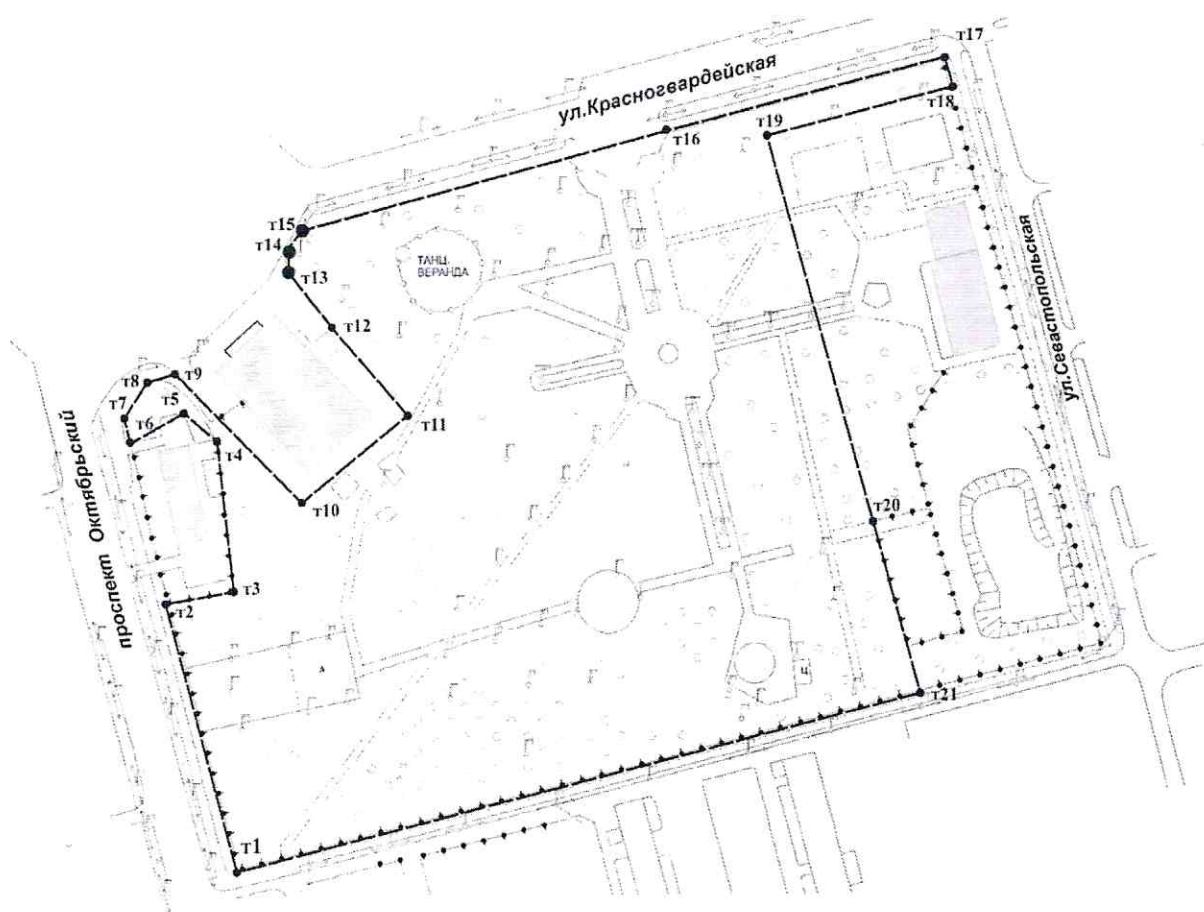 т17
ул.Красногвардейская
т18
т19
т16
т15
т14
т13
ТАНЦ.
ВЕРАНДА
т12
ул.Севастопольская
т9
т8
т7
т5
т6
т4
т11
т10
т20
проспект Октябрьский
т3
т2
т21
т1